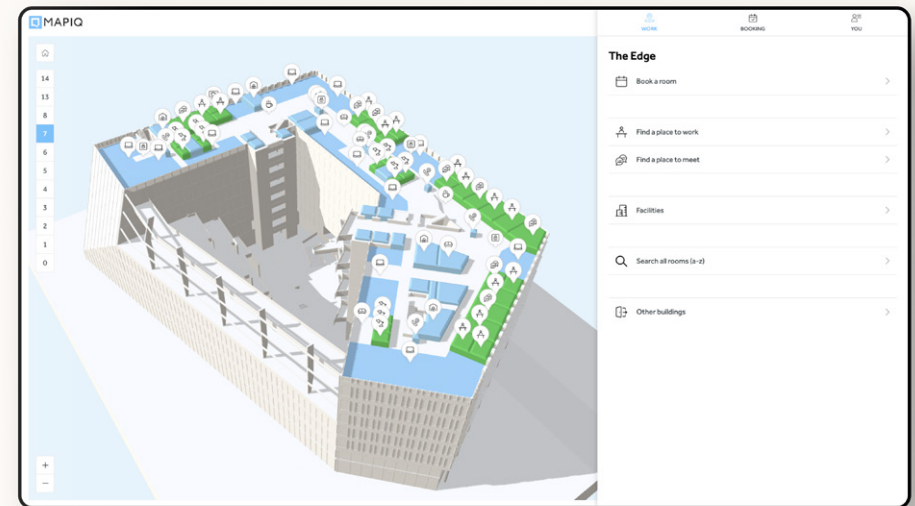 MAPIQ
14
13
8
7
6
5
4
3
2
1
0
+
−
WORK
BOOKING
YOU
The Edge
Book a room
Find a place to work
Find a place to meet
Facilities
Search all rooms (a-z)
Other buildings